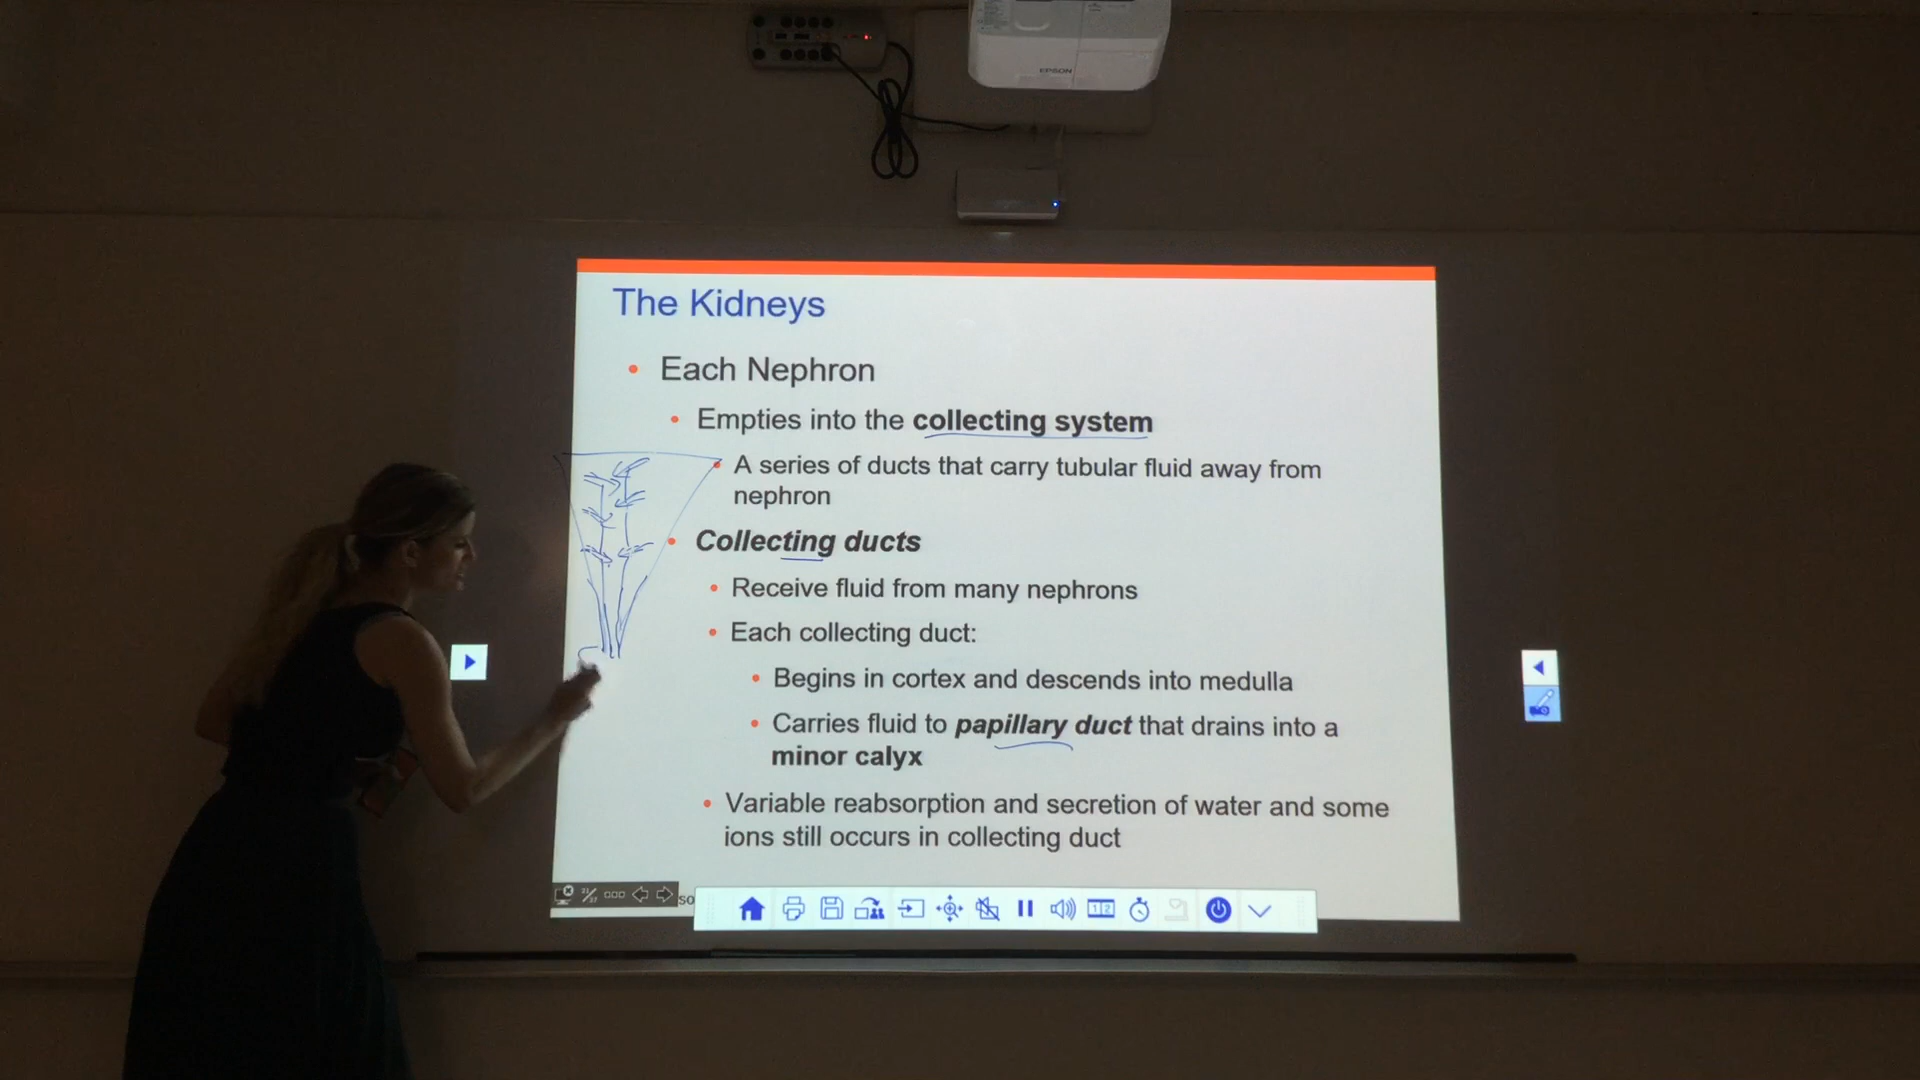 EPSON
The Kidneys
• Each Nephron
• Empties into the collecting system
• A series of ducts that carry tubular fluid away from
nephron
• Collecting ducts
• Receive fluid from many nephrons
• Each collecting duct:
• Begins in cortex and descends into medulla
• Carries fluid to papillary duct that drains into a
minor calyx
• Variable reabsorption and secretion of water and some
ions still occurs in collecting duct
so
1 2